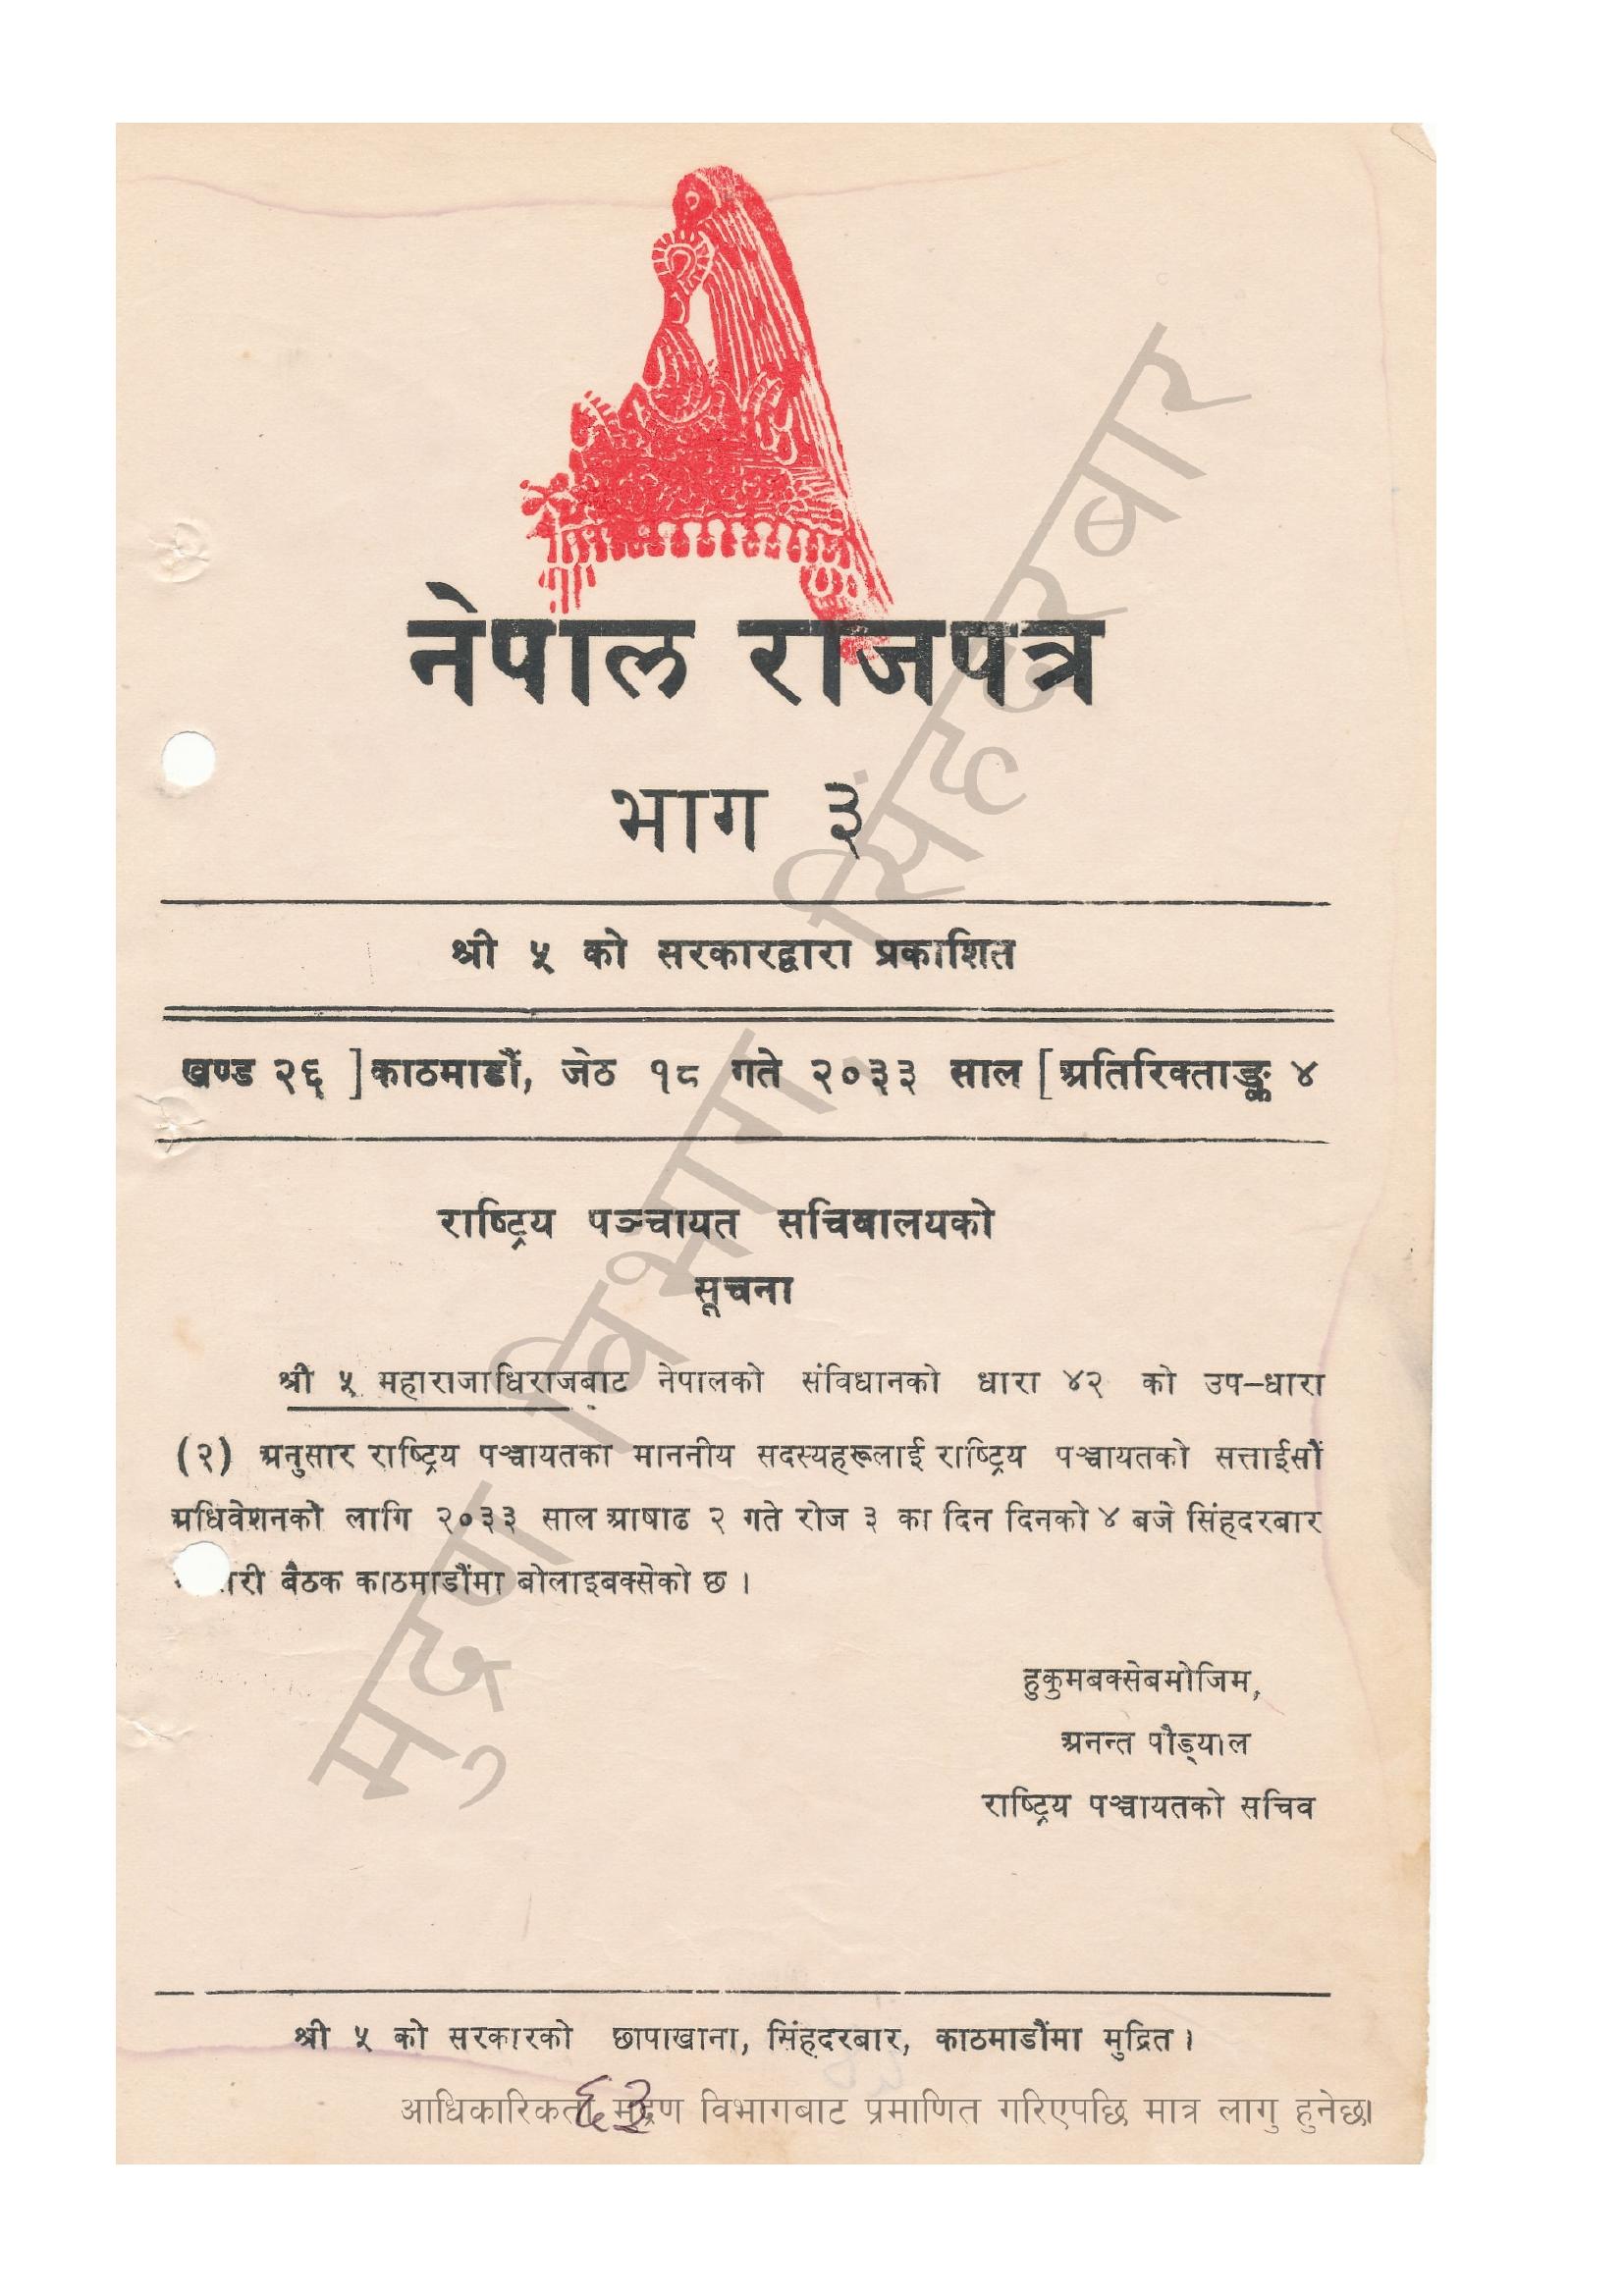 नेपाल राजपत्र
भाग ३
श्री ५ को सरकारद्वारा प्रकाशित
खण्ड २६ ] काठमाडौं, जेठ १८ गते २०३३ साल [ अतिरिक्ताङ्क ४
राष्ट्रिय पञ्चायत सचिवालयको
सूचना
श्री ५ महाराजाधिराजबाट नेपालको संविधानको धारा ४२ को उप–धारा
(२) अनुसार राष्ट्रिय पञ्चायतका माननीय सदस्यहरूलाई राष्ट्रिय पञ्चायतको सत्ताईसौं
अधिवेशनको लागि २०३३ साल आषाढ २ गते रोज ३ का दिन दिनको ४ बजे सिंहदरबार
बैठक काठमाडौंमा बोलाइबक्सेको छ ।
हुकुमबक्सेबमोजिम,
अनन्त पौड्याल
राष्ट्रिय पञ्चायतको सचिव
श्री ५ को सरकारको छापाखाना, सिंहदरबार, काठमाडौंमा मुद्रित ।
६३
आधिकारिकता मुद्रण विभागबाट प्रमाणित गरिएपछि मात्र लागु हुनेछ।
मुद्रण विभाग, सिंहदरबार